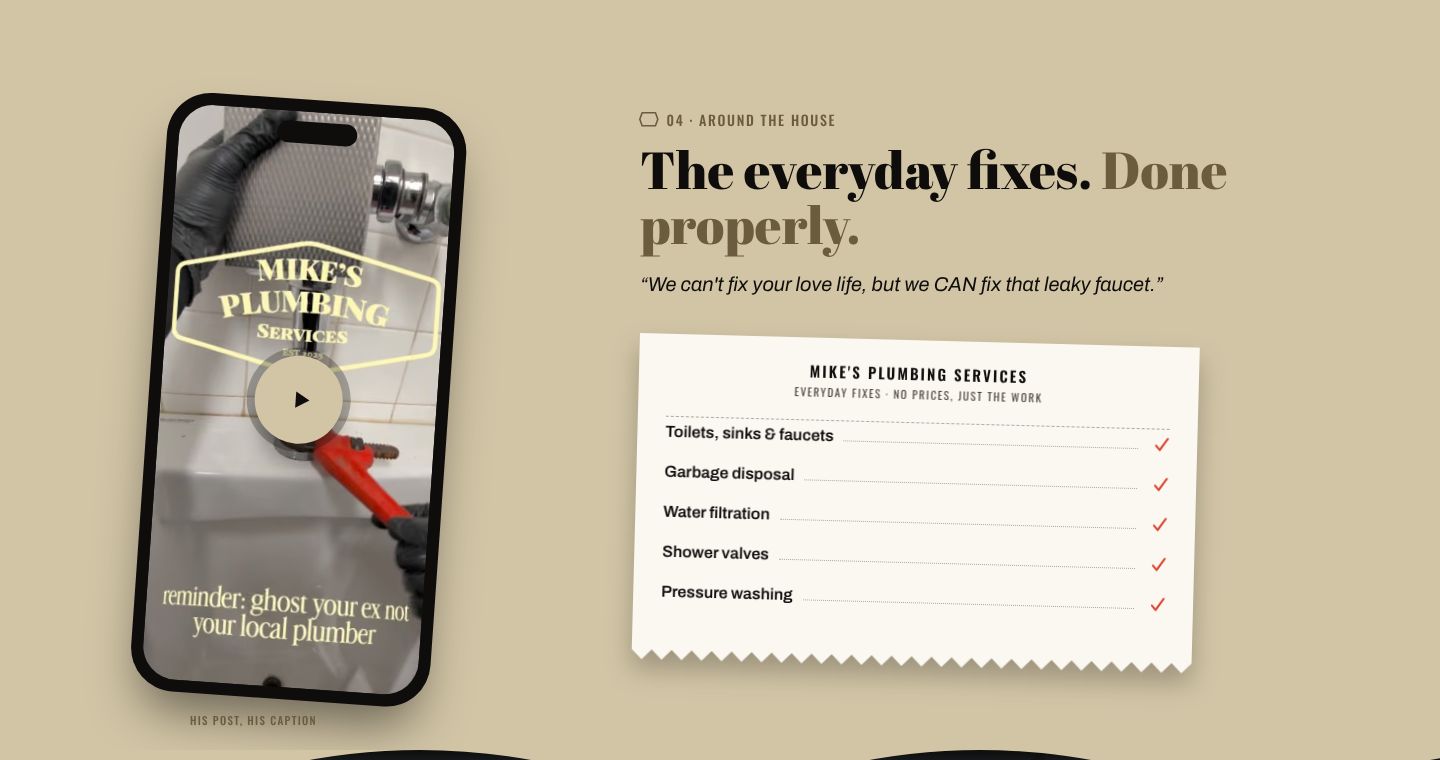 04 · AROUND THE HOUSE
The everyday fixes. Done
properly.
“We can't fix your love life, but we CAN fix that leaky faucet.”
MIKE'S
PLUMBING
SERVICES
EST 2025
reminder: ghost your ex not
your local plumber
HIS POST, HIS CAPTION
MIKE'S PLUMBING SERVICES
EVERYDAY FIXES · NO PRICES, JUST THE WORK
Toilets, sinks & faucets
Garbage disposal
Water filtration
Shower valves
Pressure washing